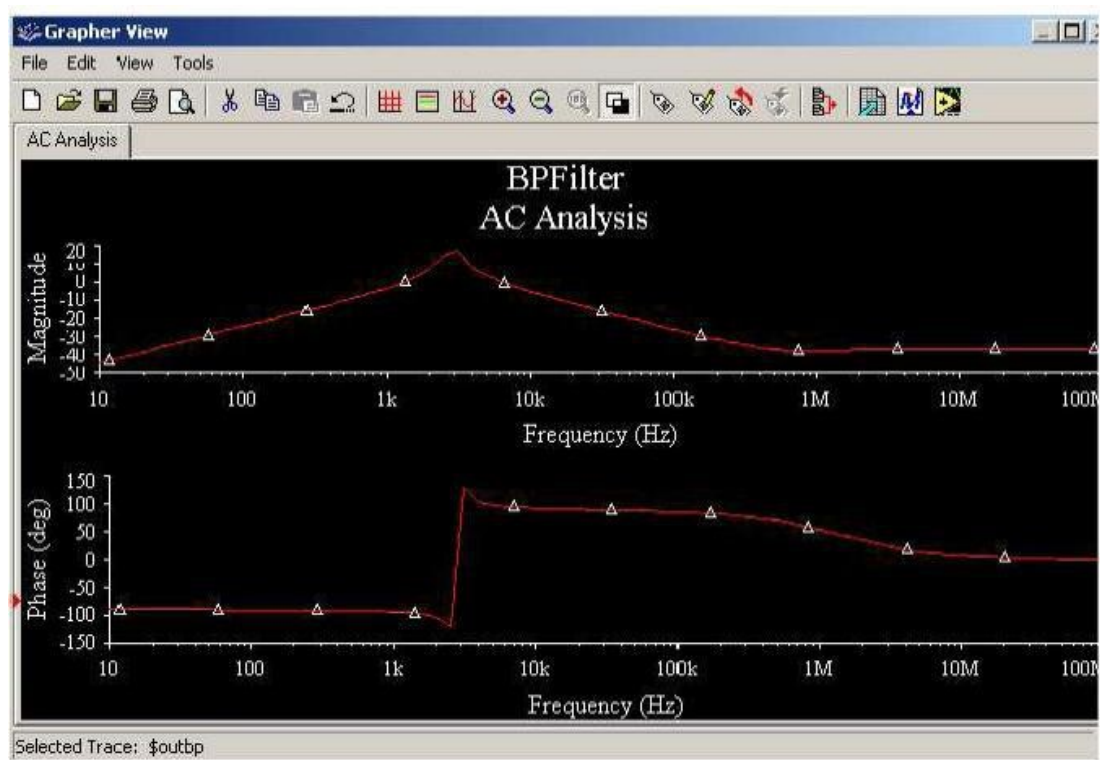 Grapher View
File Edit View Tools
AC Analysis
BPFilter
AC Analysis
Magnitude
20
10
0
-10
-20
-30
-40
-50
10 100 1k 10k 100k 1M 10M 100M
Frequency (Hz)
Phase (deg)
150
100
50
0
-50
-100
-150
10 100 1k 10k 100k 1M 10M 100M
Frequency (Hz)
Selected Trace: $outbp